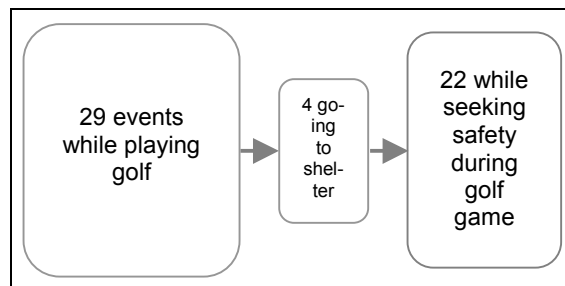 29 events
while playing
golf
4 go-
ing
to
shel-
ter
22 while
seeking
safety
during
golf
game